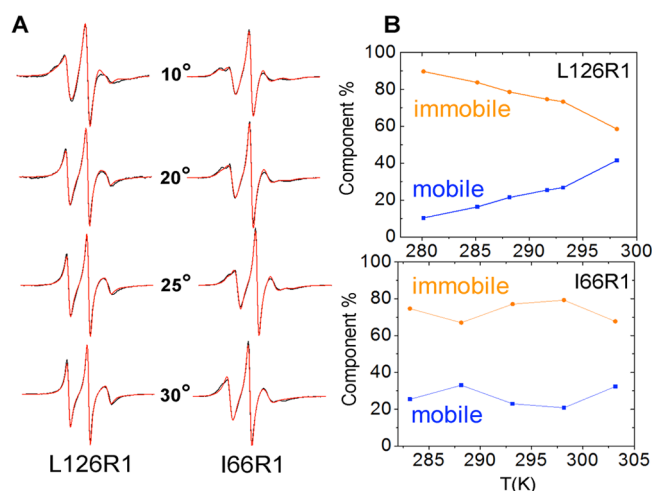 A
10°
20°
25°
30°
L126R1 I66R1
B
100
80
60
40
20
0
Component %
L126R1
immobile
mobile
280 285 290 295 300
100
80
60
40
20
0
Component %
I66R1
immobile
mobile
285 290 295 300 305
T(K)